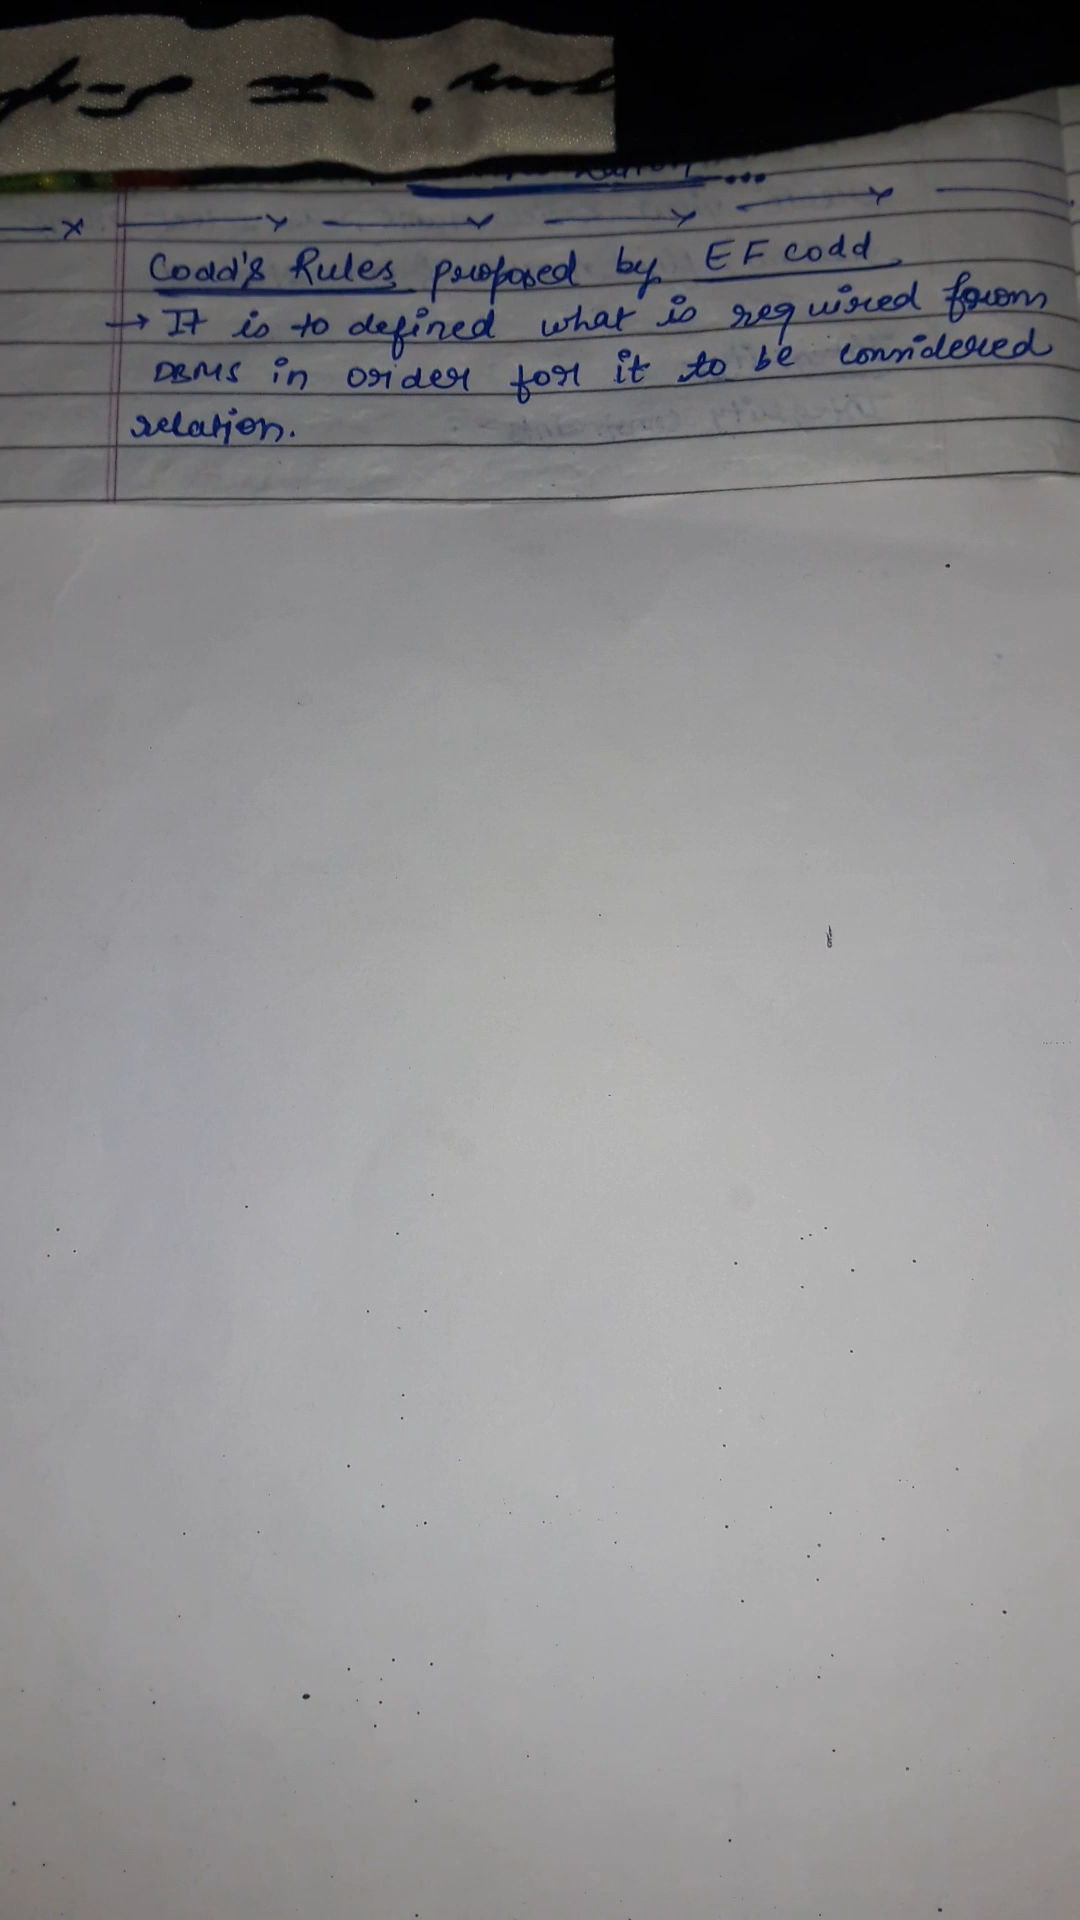 Codd's Rules proposed by EF codd
→ It is to defined what is required from
DBMS in order for it to be considered
relation.